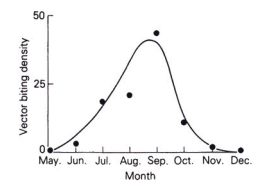 50
25
0
Vector biting density
May. Jun. Jul. Aug. Sep. Oct. Nov. Dec.
Month